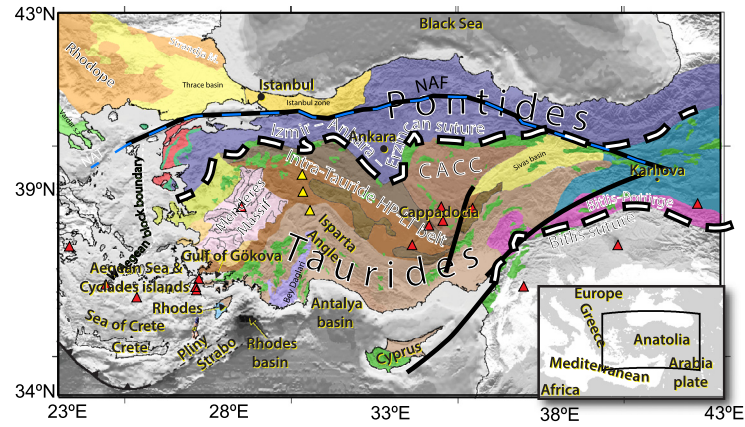 43°N
Black Sea
Rhodope
Strandja
Thrace basin
Istanbul
Istanbul zone
NAF
Pontides
Izmir - Ankara - Erzincan suture
Ankara
39°N
CACC
Sivas basin
Karliova
Intra-Tauride HP-LT belt
Menderes
Massif
Cappadocia
Bitlis-Pötürge
Bitlis suture
W Aegean block boundary
Isparta
Angle
Taurides
Gulf of Gökova
Aegean Sea &
Cyclades islands
Bey Daglari
Rhodes
Antalya
basin
Sea of Crete
Crete
Pliny
Strabo
Rhodes
basin
Cyprus
Europe
Greece
Anatolia
Mediterranean
Arabia
plate
Africa
34°N
23°E
28°E
33°E
38°E
43°E